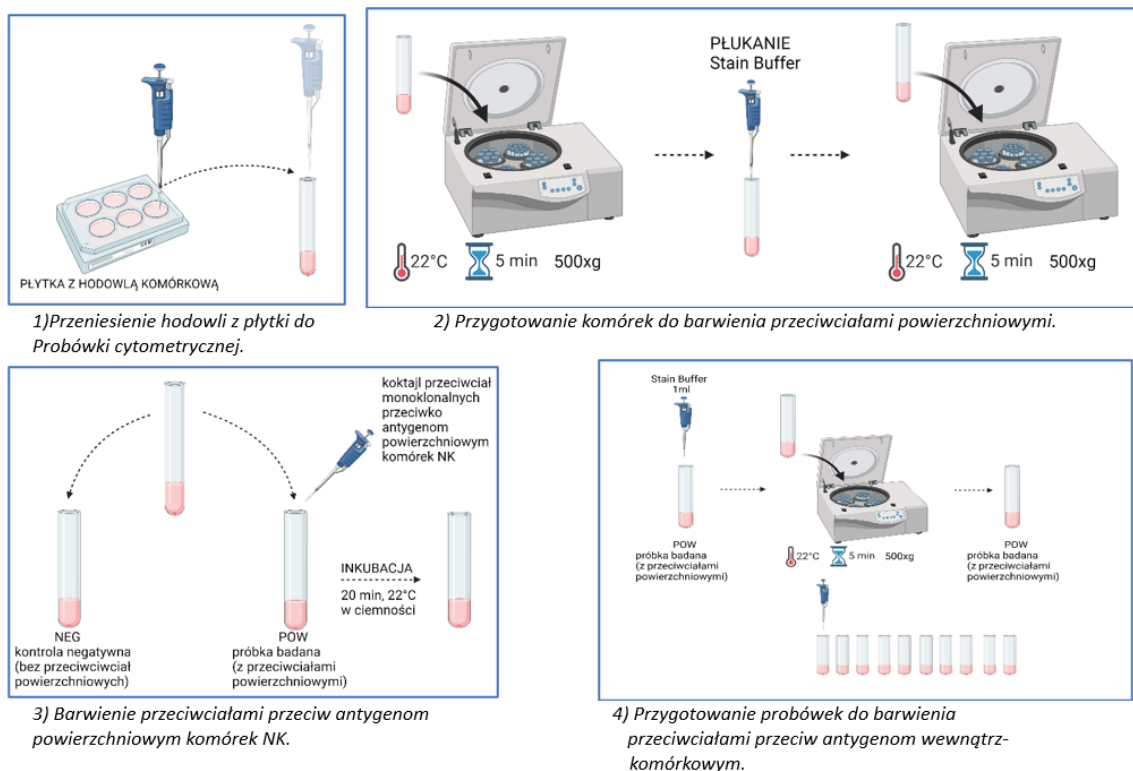 PŁYTKA Z HODOWLĄ KOMÓRKOWĄ
1)Przeniesienie hodowli z płytki do
Probówki cytometrycznej.
PŁUKANIE
Stain Buffer
22°C 5 min 500xg
22°C 5 min 500xg
2) Przygotowanie komórek do barwienia przeciwciałami powierzchniowymi.
koktajl przeciwciał
monoklonalnych
przeciwko
antygenom
powierzchniowym
komórek NK
INKUBACJA
20 min, 22°C
w ciemności
NEG
kontrola negatywna
(bez przeciwciwciał
powierzchniowych)
POW
próbka badana
(z przeciwciałami
powierzchniowymi)
3) Barwienie przeciwciałami przeciw antygenom
powierzchniowym komórek NK.
Stain Buffer
1ml
POW
próbka badana
(z przeciwciałami
powierzchniowymi)
22°C 5 min 500xg
POW
próbka badana
(z przeciwciałami
powierzchniowymi)
4) Przygotowanie probówek do barwienia
przeciwciałami przeciw antygenom wewnątrz-
komórkowym.